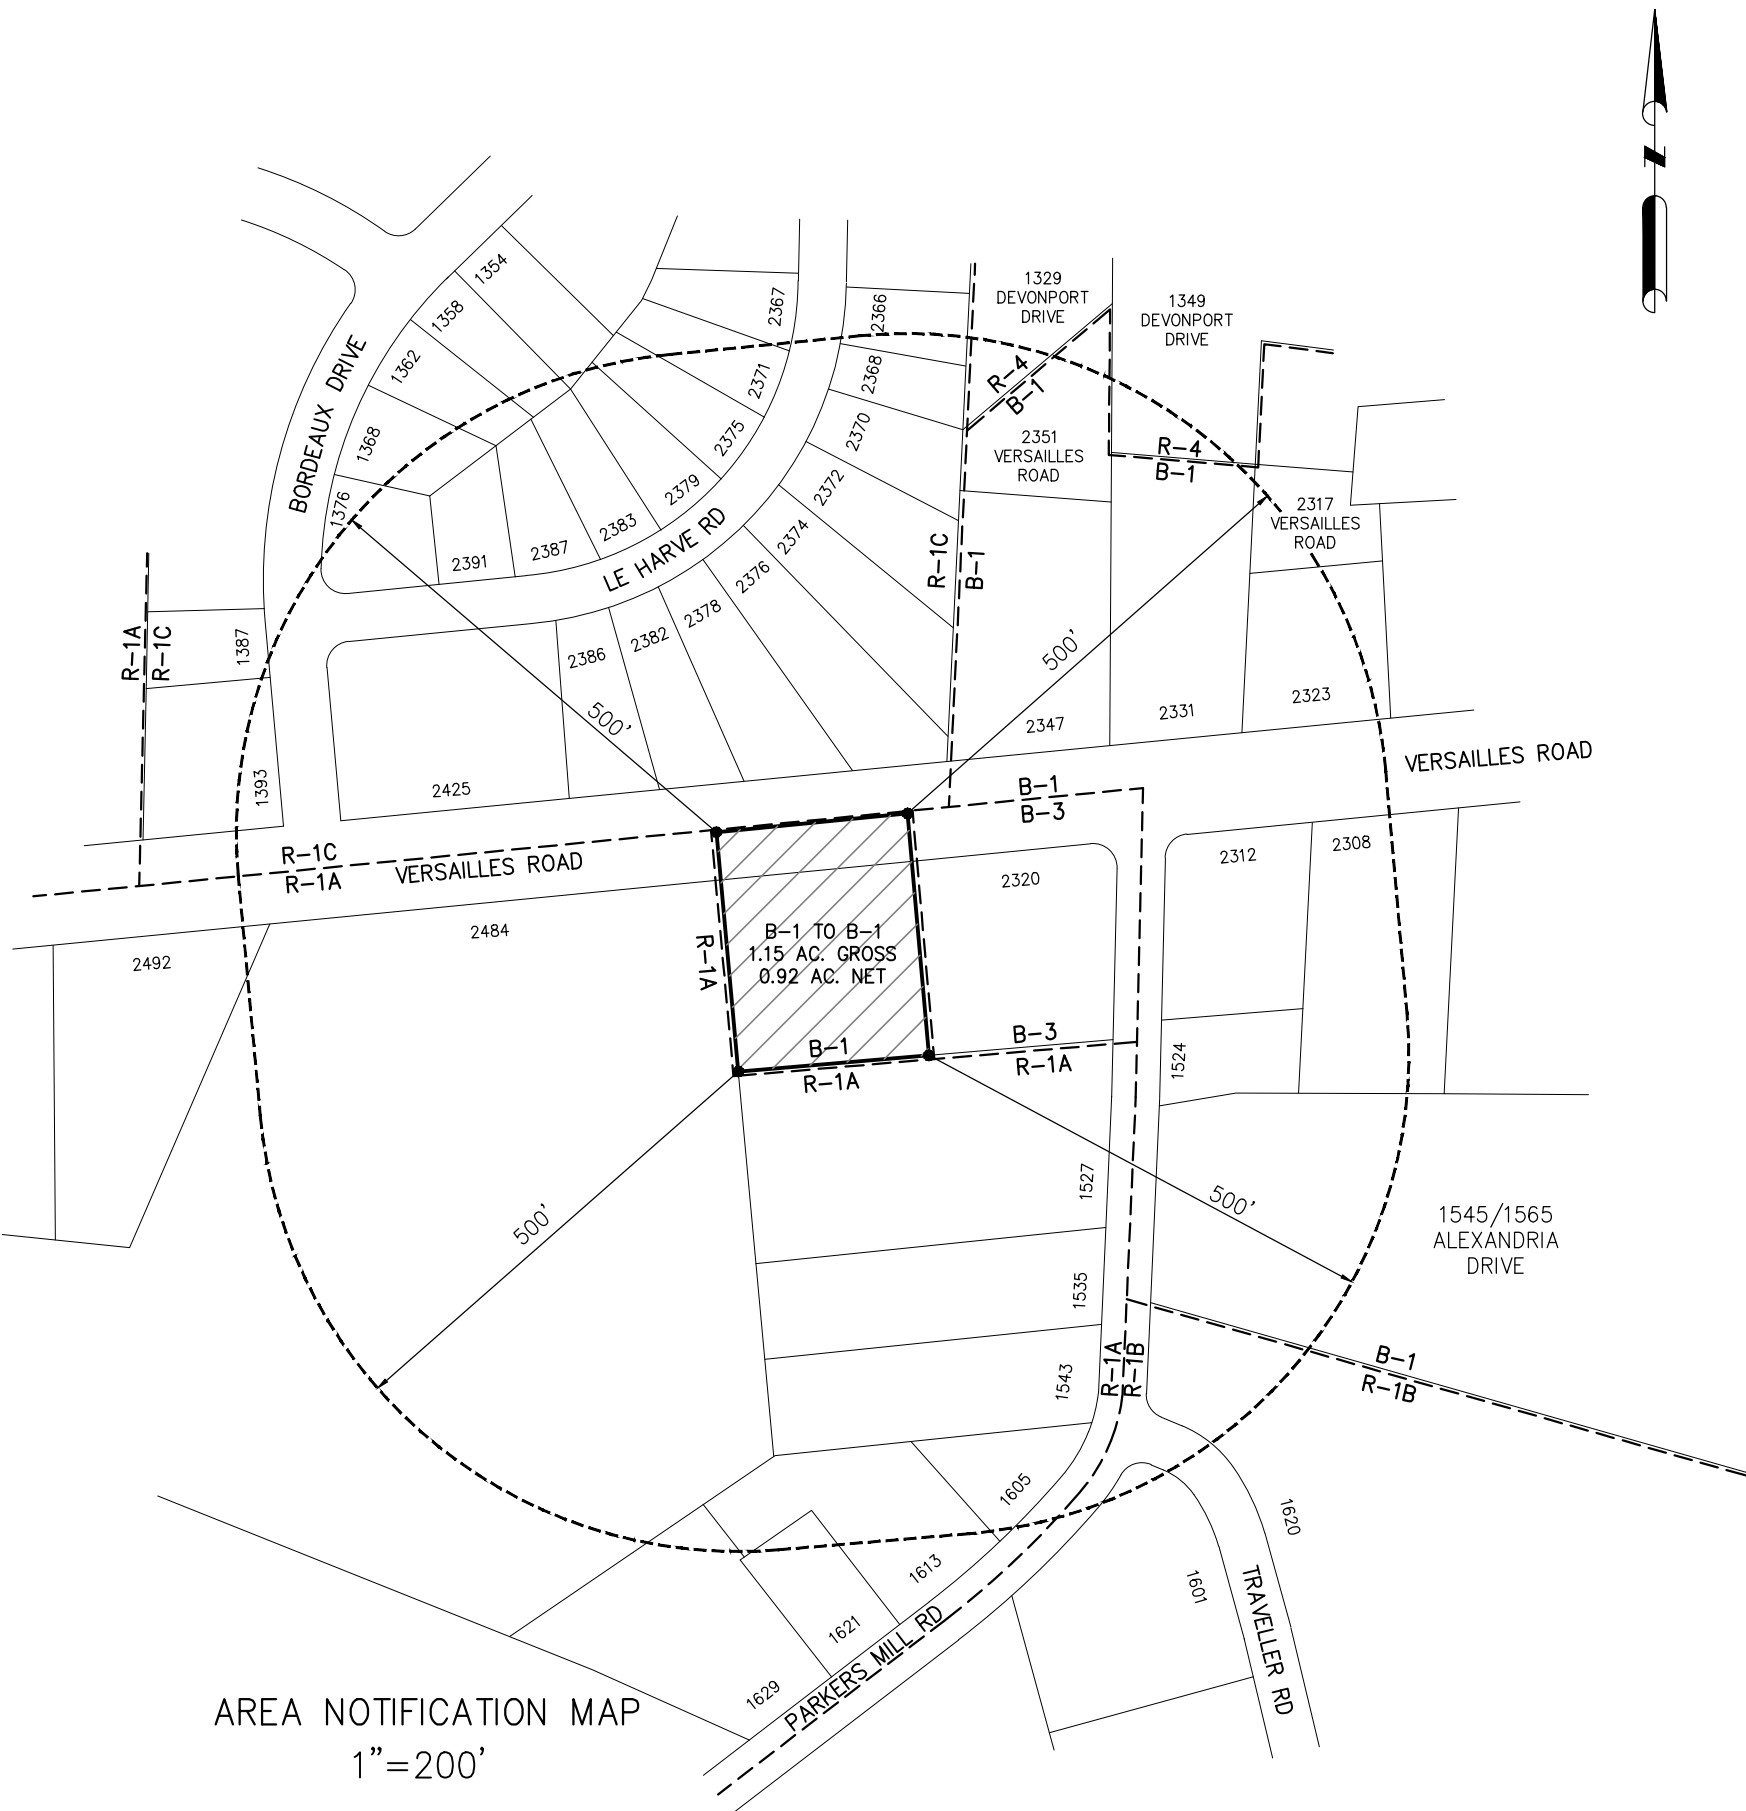 N
1354
1358
1362
1368
1376
BORDEAUX DRIVE
2367
2366
2371
2368
2375
2370
2379
2372
2383
2374
2387
2376
2391
2378
2382
2386
LE HARVE RD
1329
DEVONPORT
DRIVE
1349
DEVONPORT
DRIVE
R-4
B-1
2351
VERSAILLES
ROAD
R-4
B-1
2317
VERSAILLES
ROAD
R-1C
B-1
R-1A
R-1C
1387
1393
500'
500'
2347
2331
2323
2425
VERSAILLES ROAD
B-1
B-3
R-1C
R-1A
VERSAILLES ROAD
2312
2308
2320
2484
2492
R-1A
B-1 TO B-1
1.15 AC. GROSS
0.92 AC. NET
B-1
R-1A
B-3
R-1A
1524
1527
500'
500'
1545/1565
ALEXANDRIA
DRIVE
1535
1543
R-1A
R-1B
B-1
R-1B
1605
1613
1621
1629
1620
1601
TRAVELLER RD
PARKERS MILL RD
AREA NOTIFICATION MAP
1"=200'